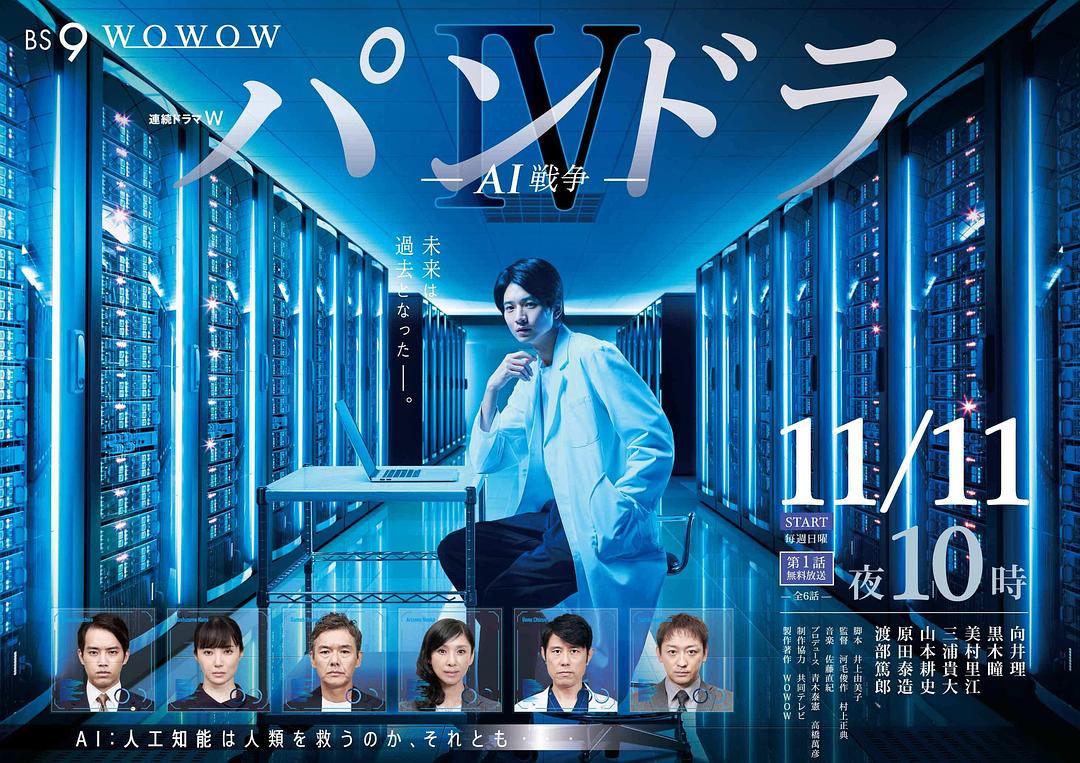 BS9 WOWOW
連続ドラマW
パンドラ
IV
— AI戦争 —
未来は
過去となった──。
11/11
START
毎週日曜
第1話
無料放送
— 全6話 —
夜10時
向井理
黒木瞳
美村里江
三浦貴大
山本耕史
原田泰造
渡部篤郎
脚本 井上由美子
監督 河毛俊作 村上正典
音楽 佐藤直紀
プロデュース 青木泰憲 高橋萬彦
制作協力 共同テレビ
製作著作 WOWOW
AI:人工知能は人類を救うのか、それとも・・・